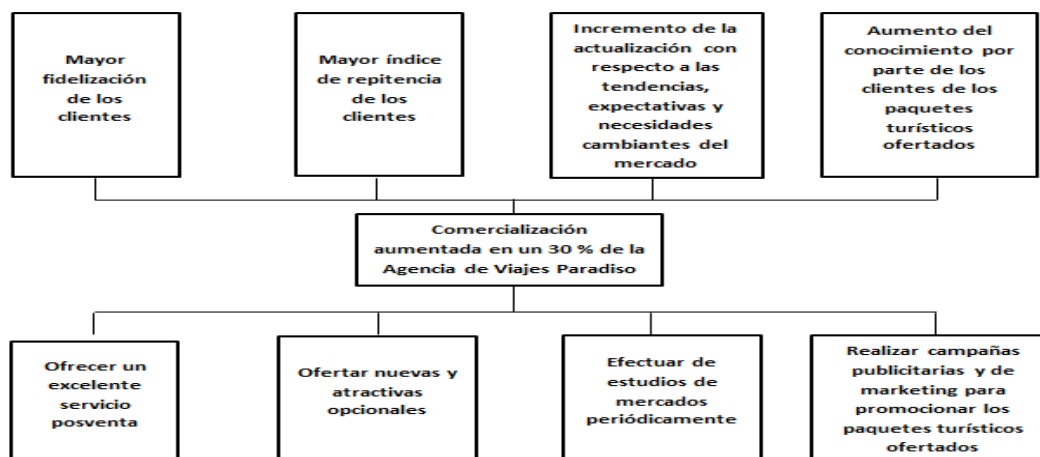 Mayor
fidelización
de los
clientes
Mayor índice
de repitencia
de los
clientes
Incremento de la
actualización con
respecto a las
tendencias,
expectativas y
necesidades
cambiantes del
mercado
Aumento del
conocimiento por
parte de los
clientes de los
paquetes
turísticos
ofertados
Comercialización
aumentada en un 30 % de la
Agencia de Viajes Paradiso
Ofrecer un
excelente
servicio
posventa
Ofertar nuevas y
atractivas
opcionales
Efectuar de
estudios de
mercados
periódicamente
Realizar campañas
publicitarias y de
marketing para
promocionar los
paquetes turísticos
ofertados